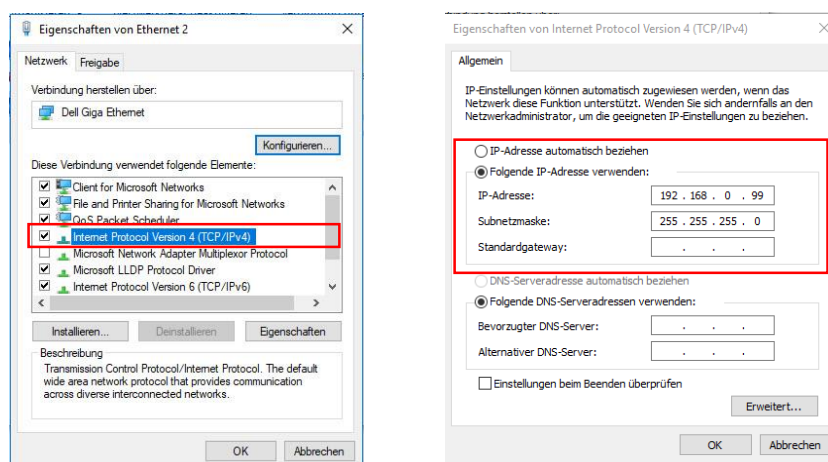 Eigenschaften von Ethernet 2
Netzwerk Freigabe
Verbindung herstellen über:
Dell Giga Ethernet
Konfigurieren...
Diese Verbindung verwendet folgende Elemente:
Client for Microsoft Networks
File and Printer Sharing for Microsoft Networks
QoS Packet Scheduler
Internet Protocol Version 4 (TCP/IPv4)
Microsoft Network Adapter Multiplexor Protocol
Microsoft LLDP Protocol Driver
Internet Protocol Version 6 (TCP/IPv6)
Installieren... Deinstallieren Eigenschaften
Beschreibung
Transmission Control Protocol/Internet Protocol. The default
wide area network protocol that provides communication
across diverse interconnected networks.
OK Abbrechen
Eigenschaften von Internet Protocol Version 4 (TCP/IPv4)
Allgemein
IP-Einstellungen können automatisch zugewiesen werden, wenn das
Netzwerk diese Funktion unterstützt. Wenden Sie sich andernfalls an den
Netzwerkadministrator, um die geeigneten IP-Einstellungen zu beziehen.
IP-Adresse automatisch beziehen
Folgende IP-Adresse verwenden:
IP-Adresse: 192 . 168 . 0 . 99
Subnetzmaske: 255 . 255 . 255 . 0
Standardgateway: . . .
DNS-Serveradresse automatisch beziehen
Folgende DNS-Serveradressen verwenden:
Bevorzugter DNS-Server: . . .
Alternativer DNS-Server: . . .
Einstellungen beim Beenden überprüfen
Erweitert...
OK Abbrechen